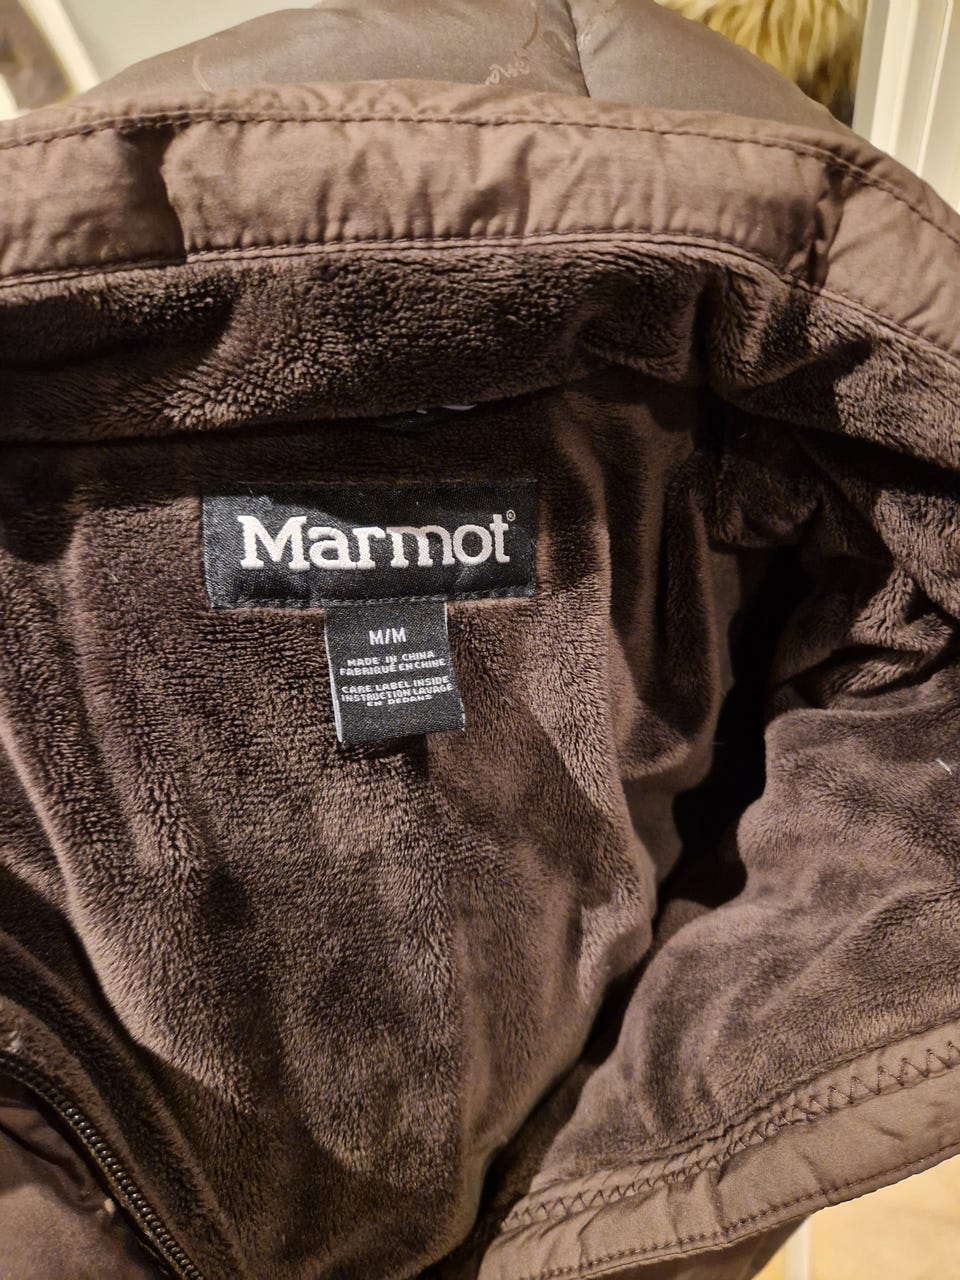 Marmot®
M/M
MADE IN CHINA
FABRIQUÉ EN CHINE
CARE LABEL INSIDE
INSTRUCTION LAVAGE
EN DEDANS